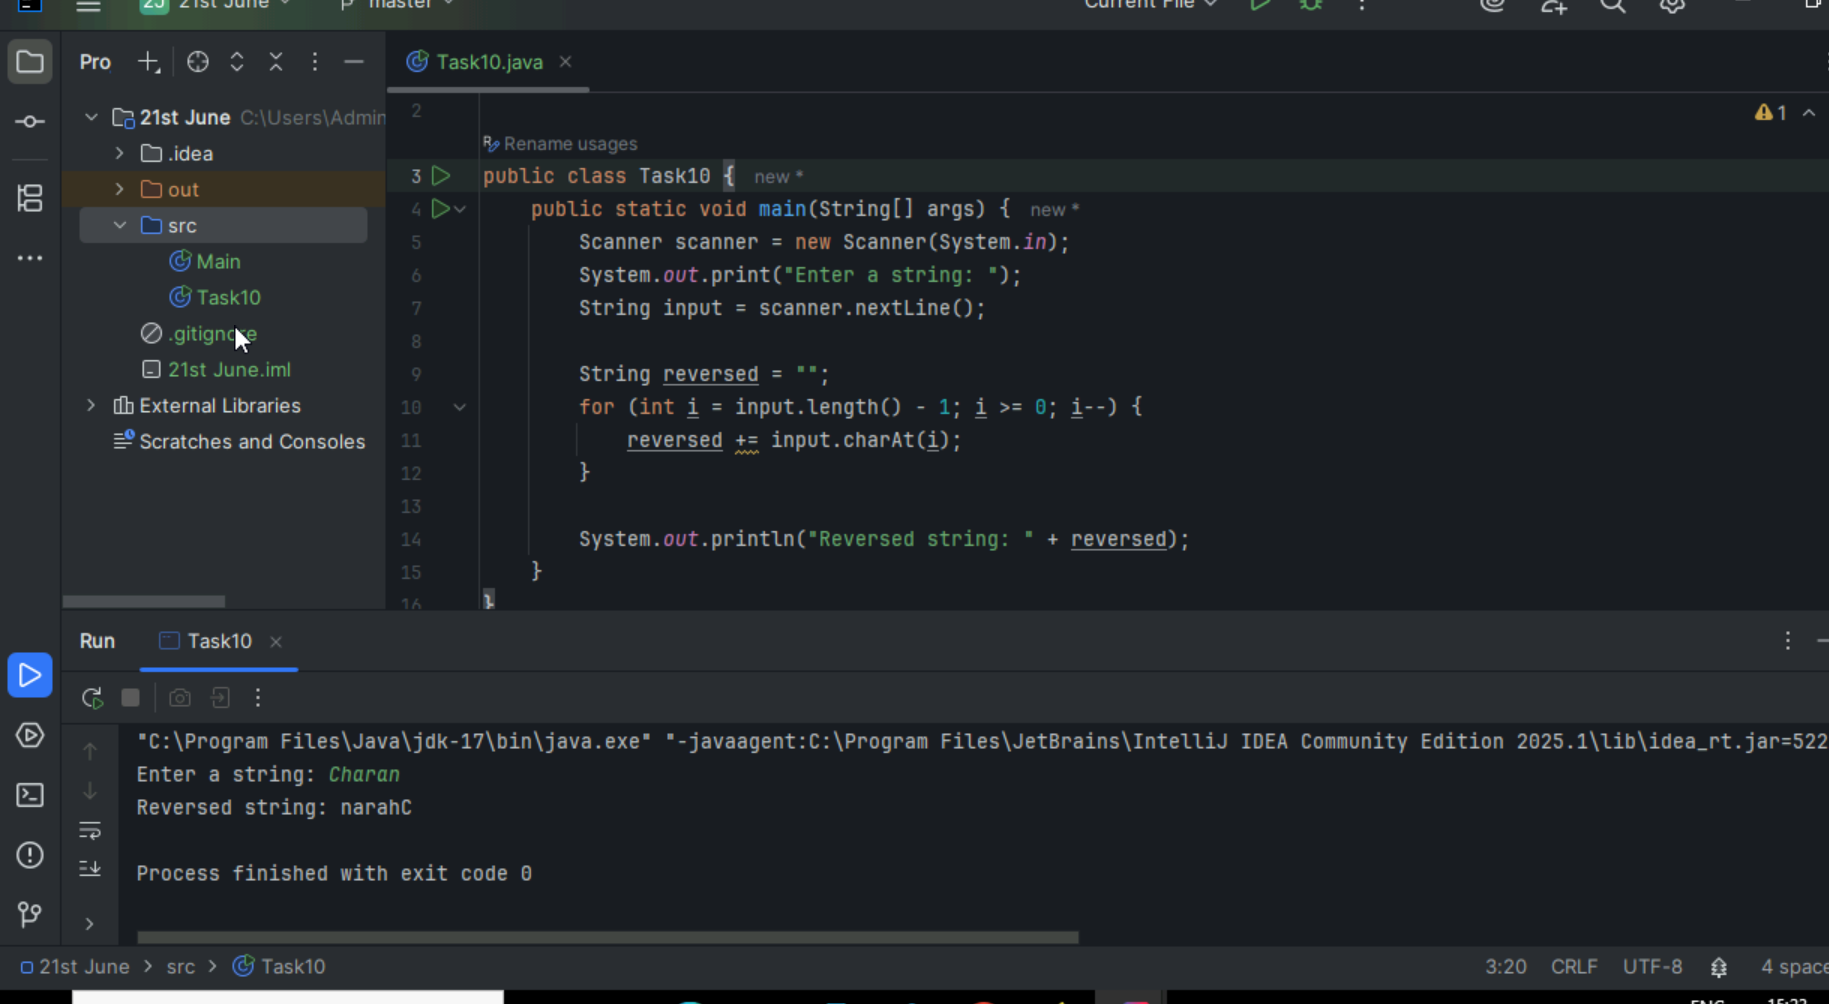 21st June master Current File
Pro
Task10.java
21st June C:\Users\Admin
.idea
out
src
Main
Task10
.gitignore
21st June.iml
External Libraries
Scratches and Consoles
1
2
Rename usages
3 public class Task10 { new *
4 public static void main(String[] args) { new *
5 Scanner scanner = new Scanner(System.in);
6 System.out.print("Enter a string: ");
7 String input = scanner.nextLine();
8
9 String reversed = "";
10 for (int i = input.length() - 1; i >= 0; i--) {
11 reversed += input.charAt(i);
12 }
13
14 System.out.println("Reversed string: " + reversed);
15 }
16 }
Run Task10
"C:\Program Files\Java\jdk-17\bin\java.exe" "-javaagent:C:\Program Files\JetBrains\IntelliJ IDEA Community Edition 2025.1\lib\idea_rt.jar=522
Enter a string: Charan
Reversed string: narahC
Process finished with exit code 0
21st June > src > Task10 3:20 CRLF UTF-8 4 space